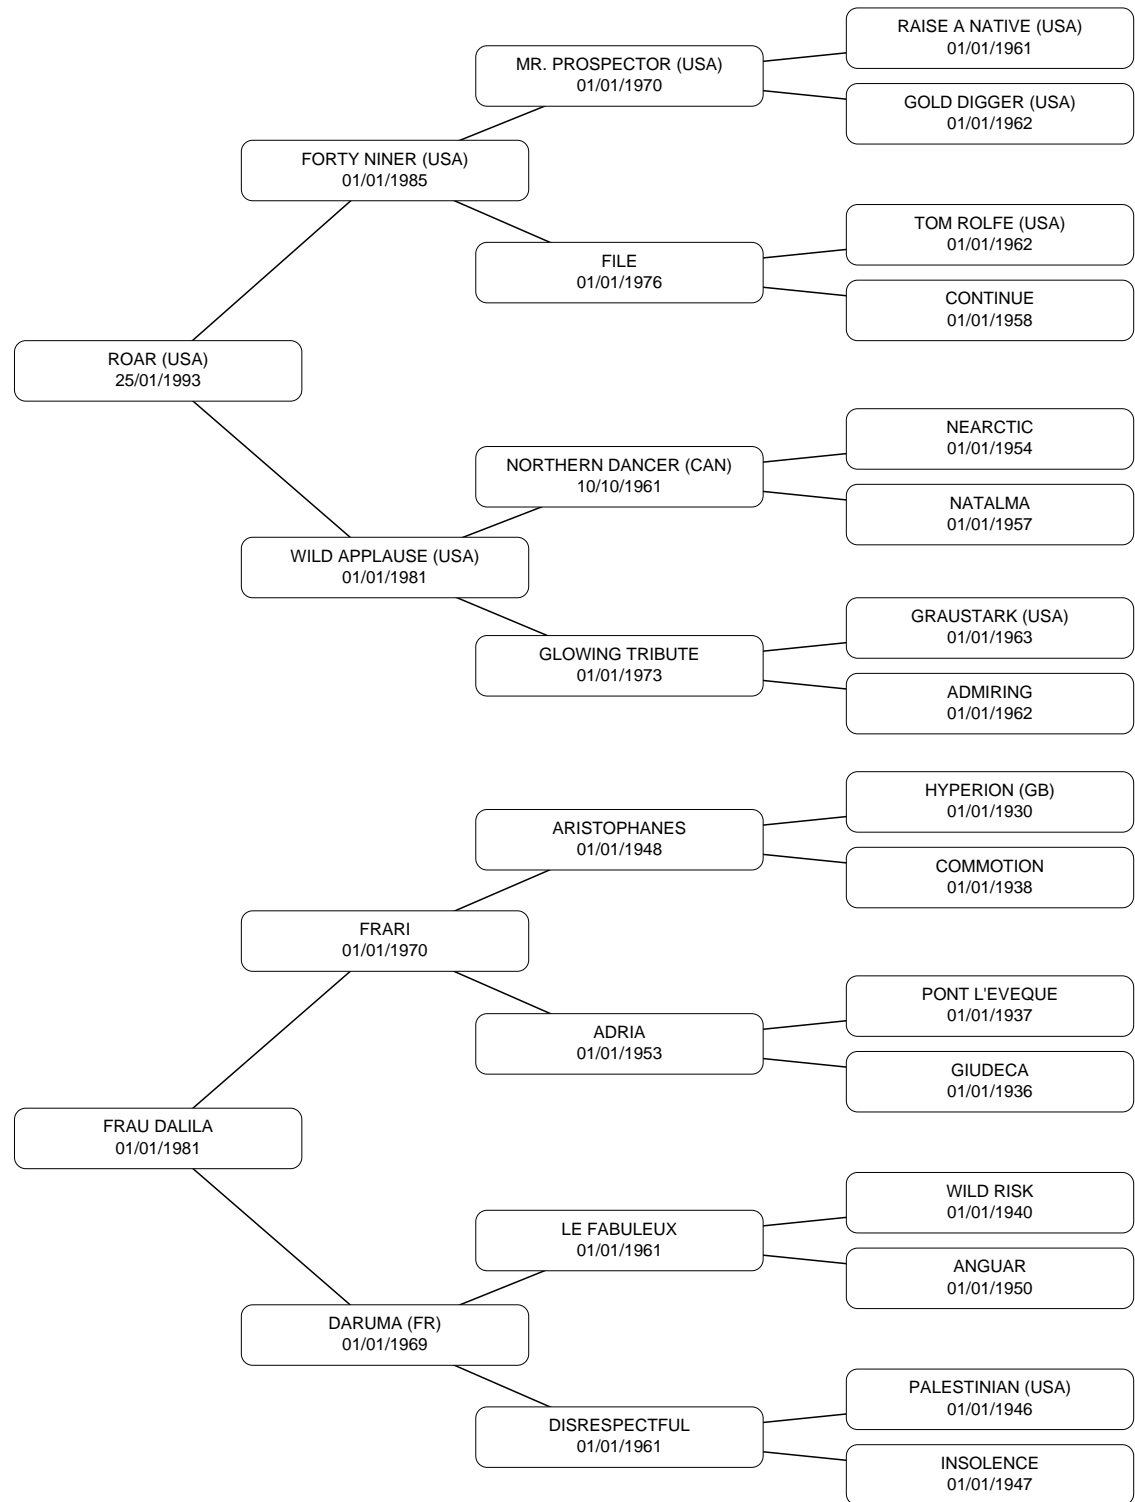 RAISE A NATIVE (USA)
01/01/1961
MR. PROSPECTOR (USA)
01/01/1970
GOLD DIGGER (USA)
01/01/1962
FORTY NINER (USA)
01/01/1985
TOM ROLFE (USA)
01/01/1962
FILE
01/01/1976
CONTINUE
01/01/1958
ROAR (USA)
25/01/1993
NEARCTIC
01/01/1954
NORTHERN DANCER (CAN)
10/10/1961
NATALMA
01/01/1957
WILD APPLAUSE (USA)
01/01/1981
GRAUSTARK (USA)
01/01/1963
GLOWING TRIBUTE
01/01/1973
ADMIRING
01/01/1962
HYPERION (GB)
01/01/1930
ARISTOPHANES
01/01/1948
COMMOTION
01/01/1938
FRARI
01/01/1970
PONT L'EVEQUE
01/01/1937
ADRIA
01/01/1953
GIUDECA
01/01/1936
FRAU DALILA
01/01/1981
WILD RISK
01/01/1940
LE FABULEUX
01/01/1961
ANGUAR
01/01/1950
DARUMA (FR)
01/01/1969
PALESTINIAN (USA)
01/01/1946
DISRESPECTFUL
01/01/1961
INSOLENCE
01/01/1947